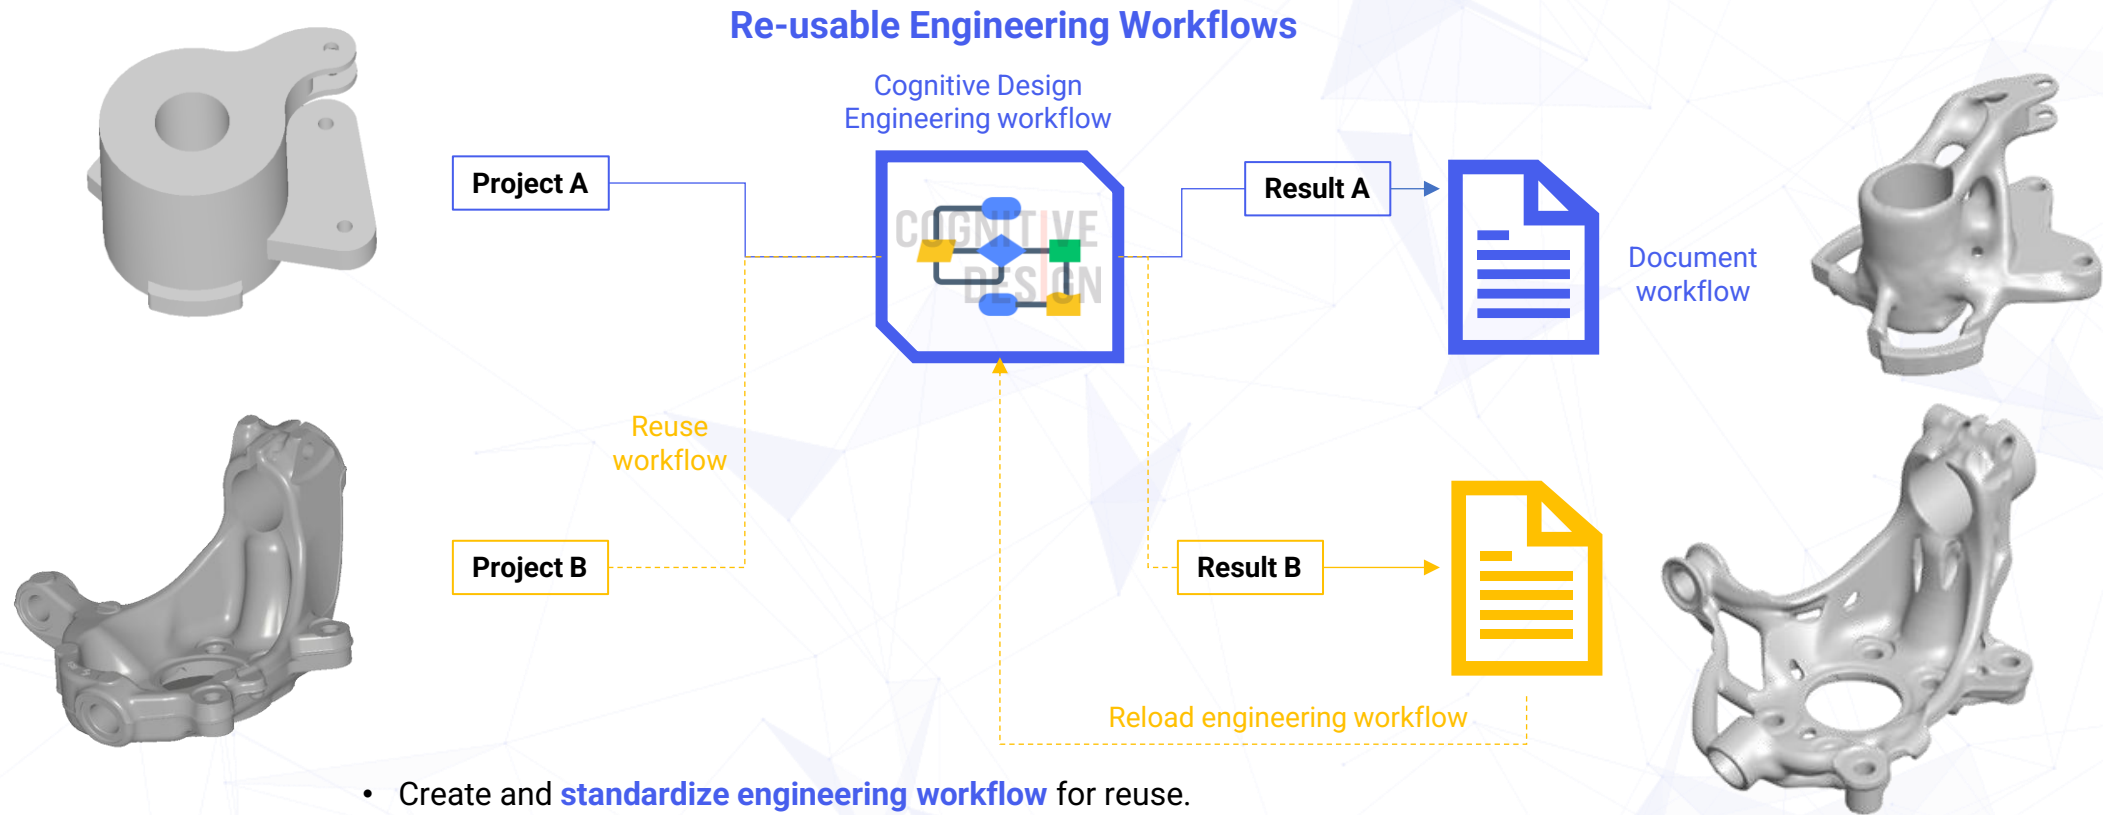 Re-usable Engineering Workflows
Cognitive Design
Engineering workflow
Project A
COGNITIVE
DESIGN
Result A
Document
workflow
Reuse
workflow
Project B
Result B
Reload engineering workflow
• Create and standardize engineering workflow for reuse.